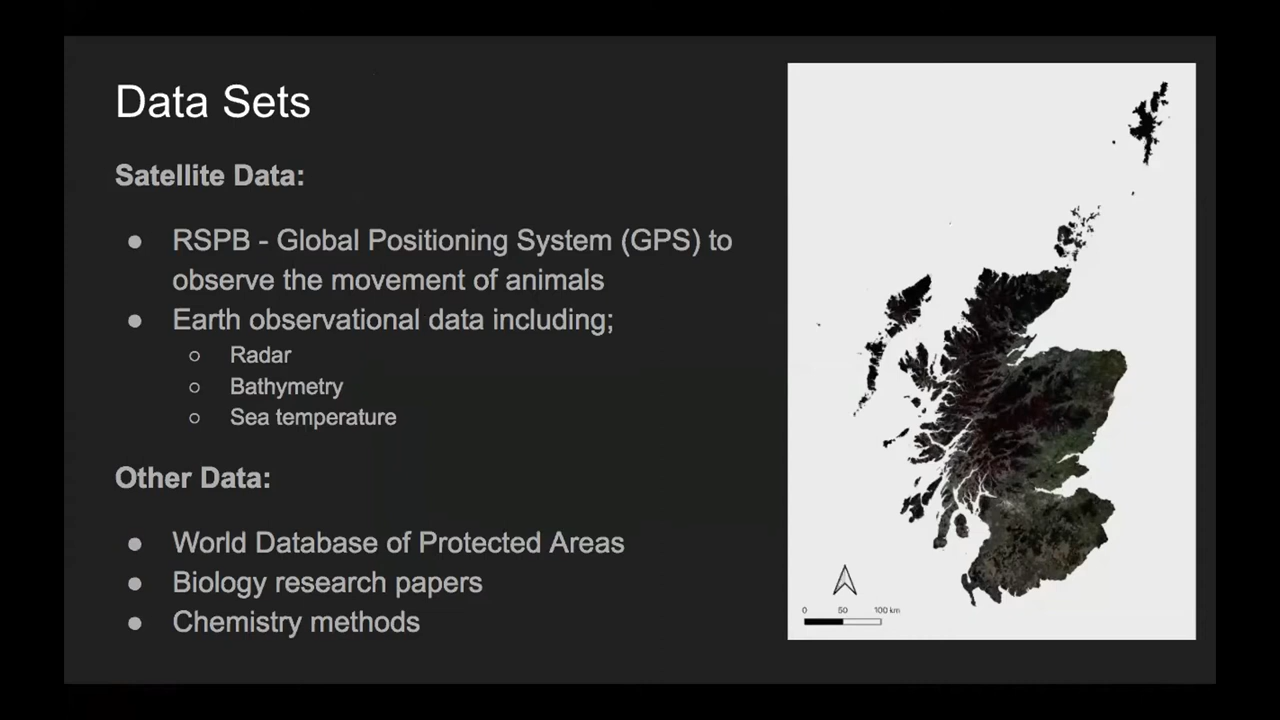 Data Sets
Satellite Data:
● RSPB - Global Positioning System (GPS) to
observe the movement of animals
● Earth observational data including;
○ Radar
○ Bathymetry
○ Sea temperature
Other Data:
● World Database of Protected Areas
● Biology research papers
● Chemistry methods
0 50 100 km